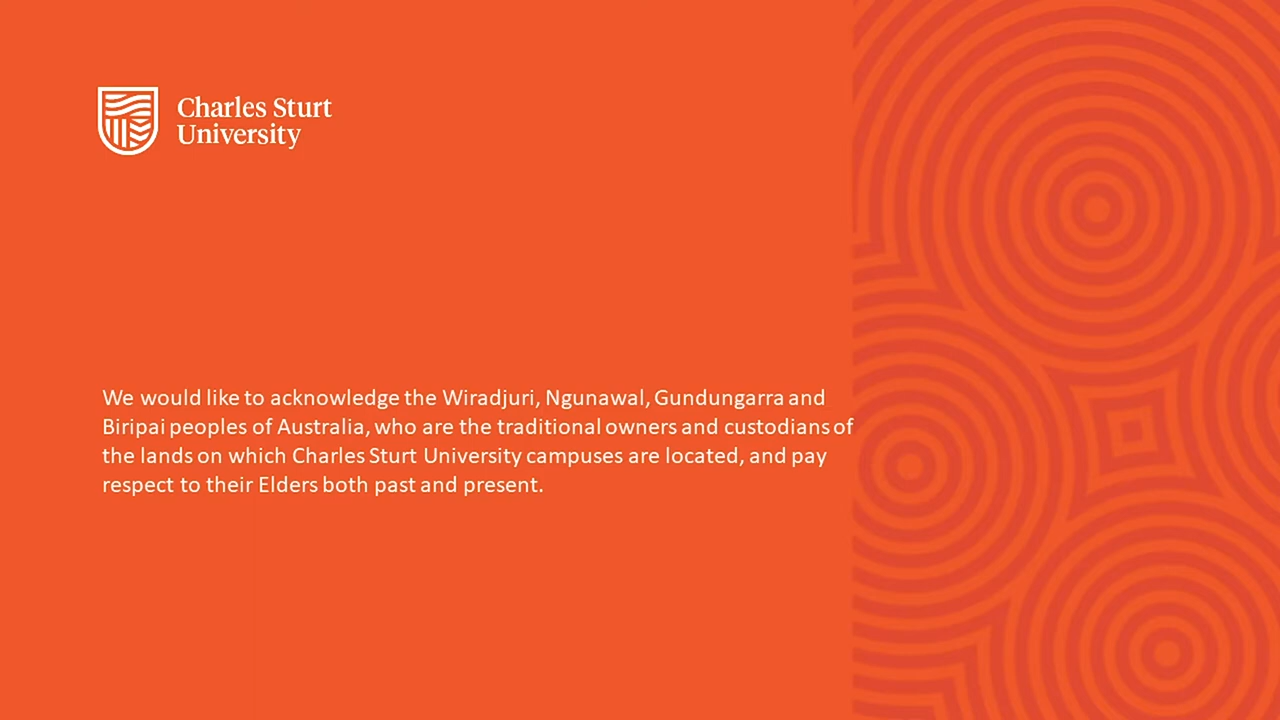 Charles Sturt
University
We would like to acknowledge the Wiradjuri, Ngunawal, Gundungarra and
Biripai peoples of Australia, who are the traditional owners and custodians of
the lands on which Charles Sturt University campuses are located, and pay
respect to their Elders both past and present.